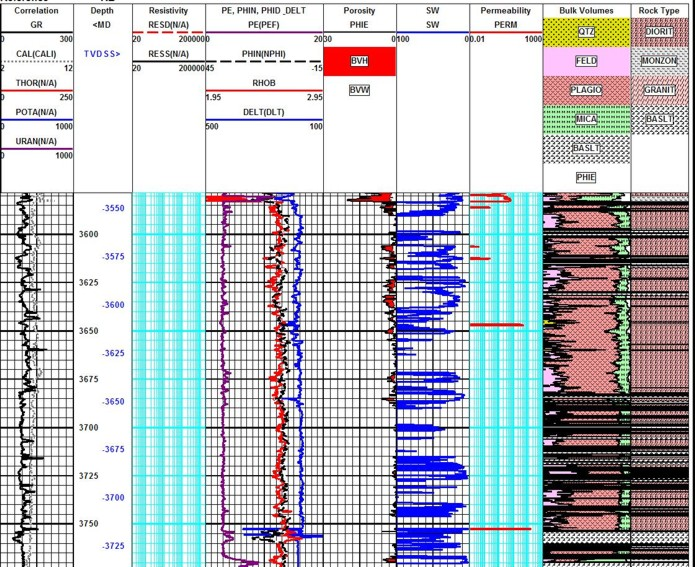 Correlation Depth Resistivity PE, PHIN, PHID ,DELT Porosity SW Permeability Bulk Volumes Rock Type
GR <MD RESD(N/A) PE(PEF) PHIE SW PERM QTZ DIORIT
0 300 20 200000 0 20 30 0 100 0 0.01 10
CAL(CALI) TVDSS> RESS(N/A) PHIN(NPHI) BVH FELD MONZON
2 12 20 200000 45 -15
THOR(N/A) RHOB BVW PLAGIO GRANIT
0 250 1.95 2.95
POTA(N/A) DELT(DLT) MICA BASLT
0 1000 500 100
URAN(N/A) BASLT
0 1000
PHIE
-3550
3600
-3575
3625
-3600
3650
-3625
3675
-3650
3700
-3675
3725
-3700
3750
-3725